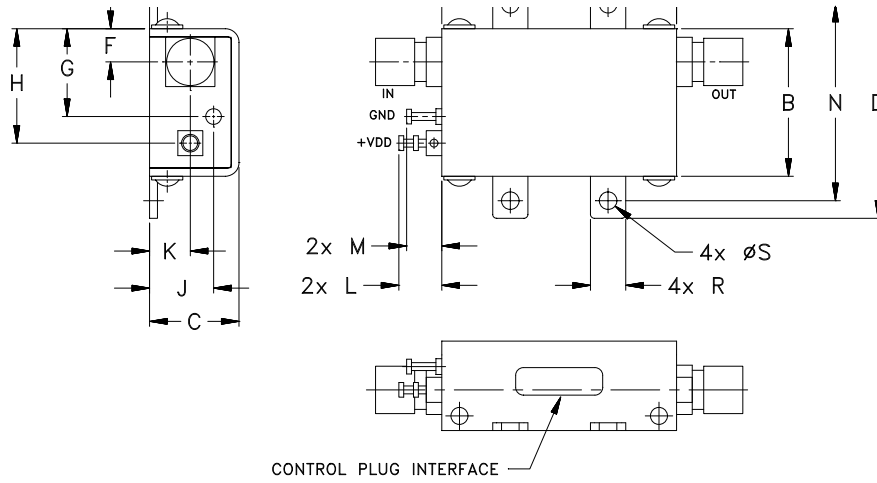 F
G
H
IN
OUT
GND
+VDD
B
N
K
2x M
4x ØS
J
2x L
4x R
C
CONTROL PLUG INTERFACE